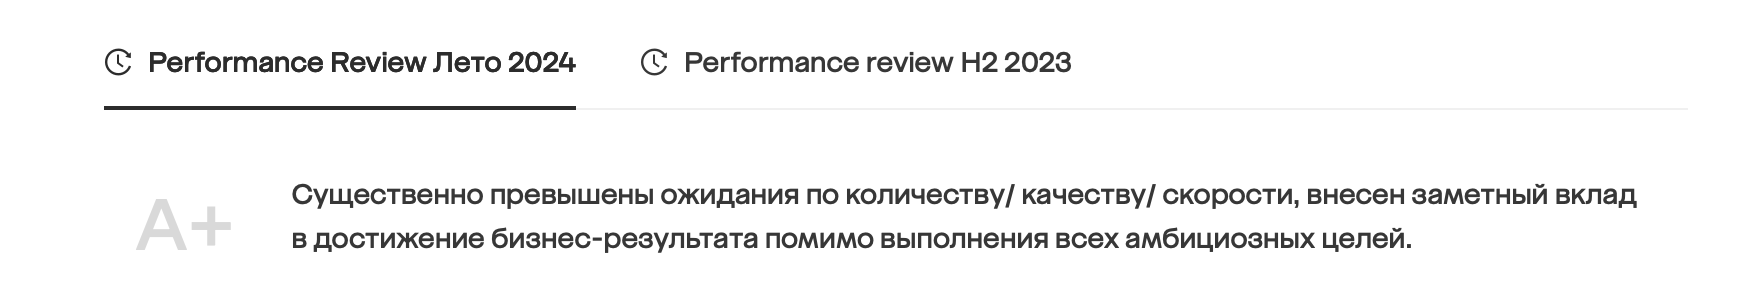 Performance Review Лето 2024 Performance review H2 2023
A+
Существенно превышены ожидания по количеству/ качеству/ скорости, внесен заметный вклад
в достижение бизнес-результата помимо выполнения всех амбициозных целей.